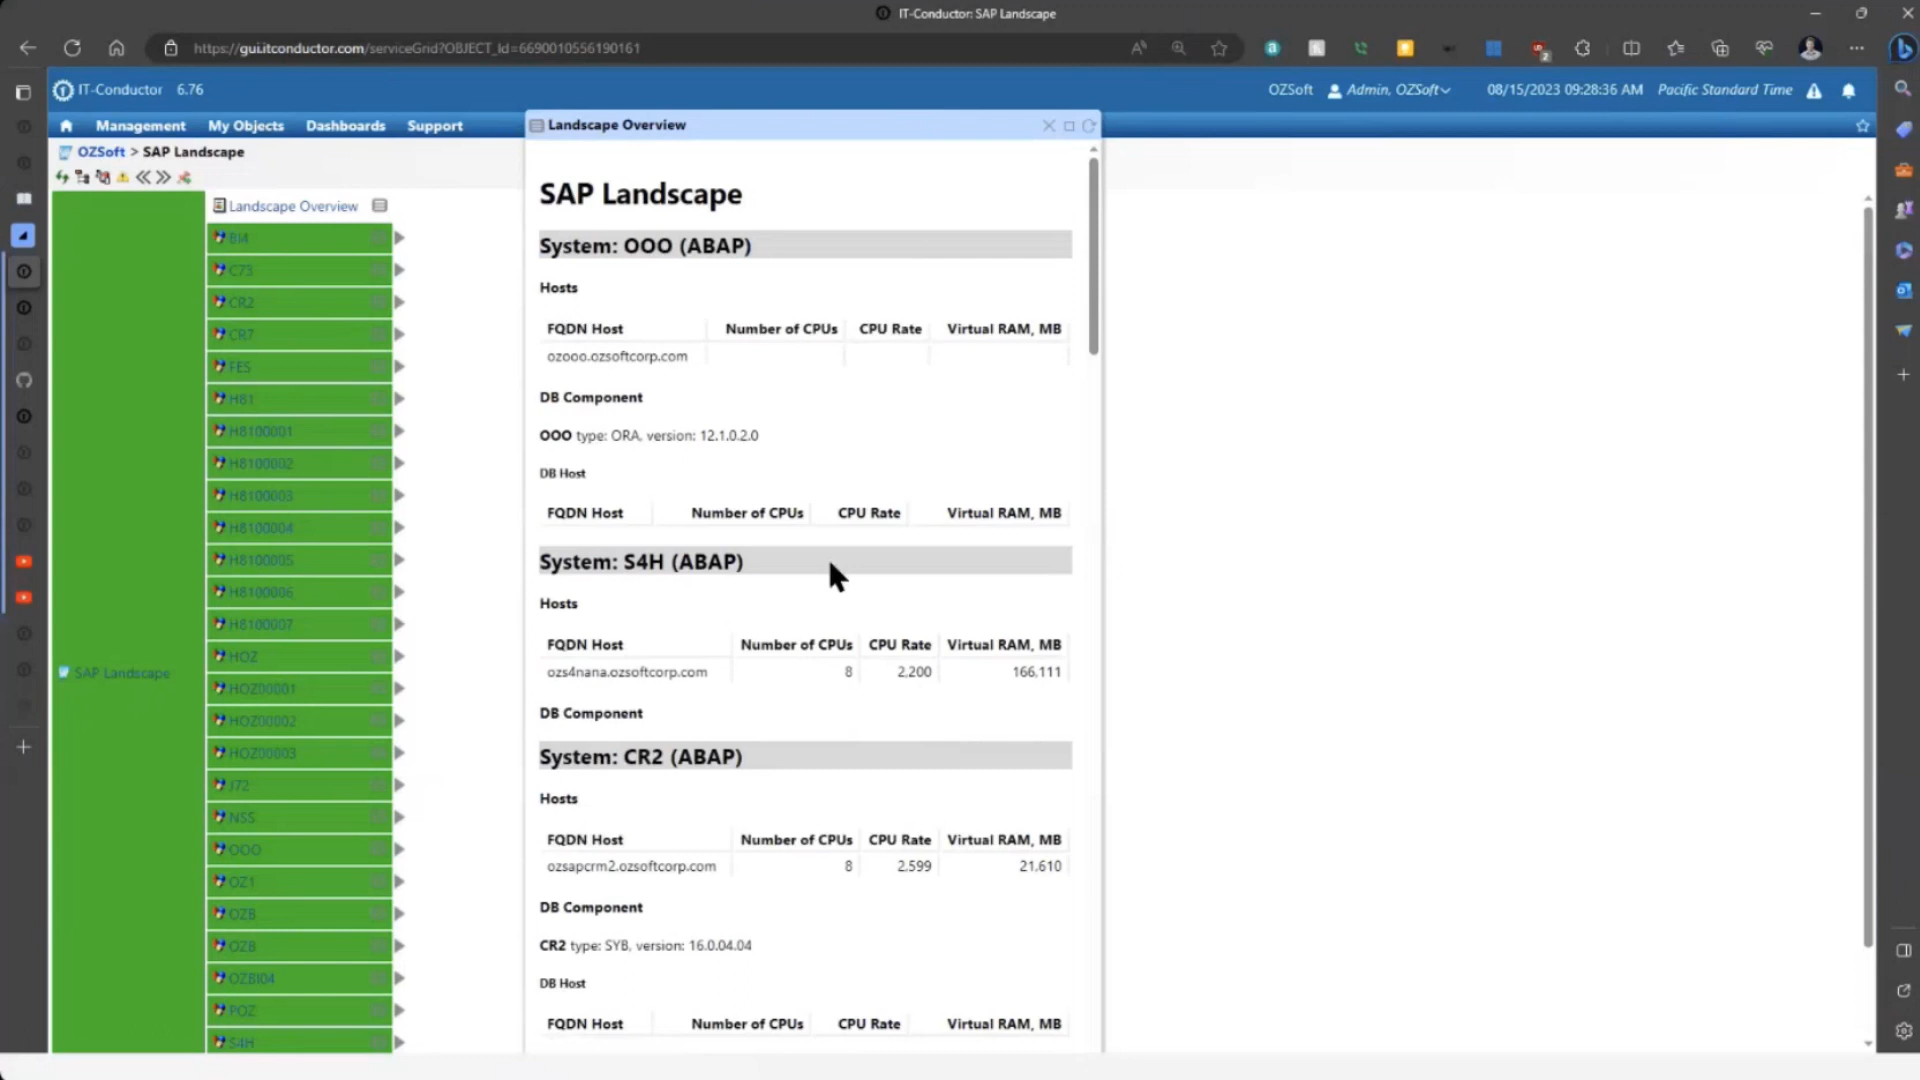 IT-Conductor: SAP Landscape
https://gui.itconductor.com/serviceGrid?OBJECT_Id=6690010556190161
IT-Conductor 6.76
OZSoft Admin, OZSoft 08/15/2023 09:28:36 AM Pacific Standard Time
Management My Objects Dashboards Support
OZSoft > SAP Landscape
SAP Landscape
Landscape Overview
BI4
C73
CR2
CR7
FES
H81
H8100001
H8100002
H8100003
H8100004
H8100005
H8100006
H8100007
HOZ
HOZ00001
HOZ00002
HOZ00003
J72
NSS
OOO
OZ1
OZB
OZB
OZBI04
POZ
S4H
Landscape Overview
SAP Landscape
System: OOO (ABAP)
Hosts
FQDN Host Number of CPUs CPU Rate Virtual RAM, MB
ozooo.ozsoftcorp.com
DB Component
OOO type: ORA, version: 12.1.0.2.0
DB Host
FQDN Host Number of CPUs CPU Rate Virtual RAM, MB
System: S4H (ABAP)
Hosts
FQDN Host Number of CPUs CPU Rate Virtual RAM, MB
ozs4nana.ozsoftcorp.com 8 2,200 166,111
DB Component
System: CR2 (ABAP)
Hosts
FQDN Host Number of CPUs CPU Rate Virtual RAM, MB
ozsapcrm2.ozsoftcorp.com 8 2,599 21,610
DB Component
CR2 type: SYB, version: 16.0.04.04
DB Host
FQDN Host Number of CPUs CPU Rate Virtual RAM, MB